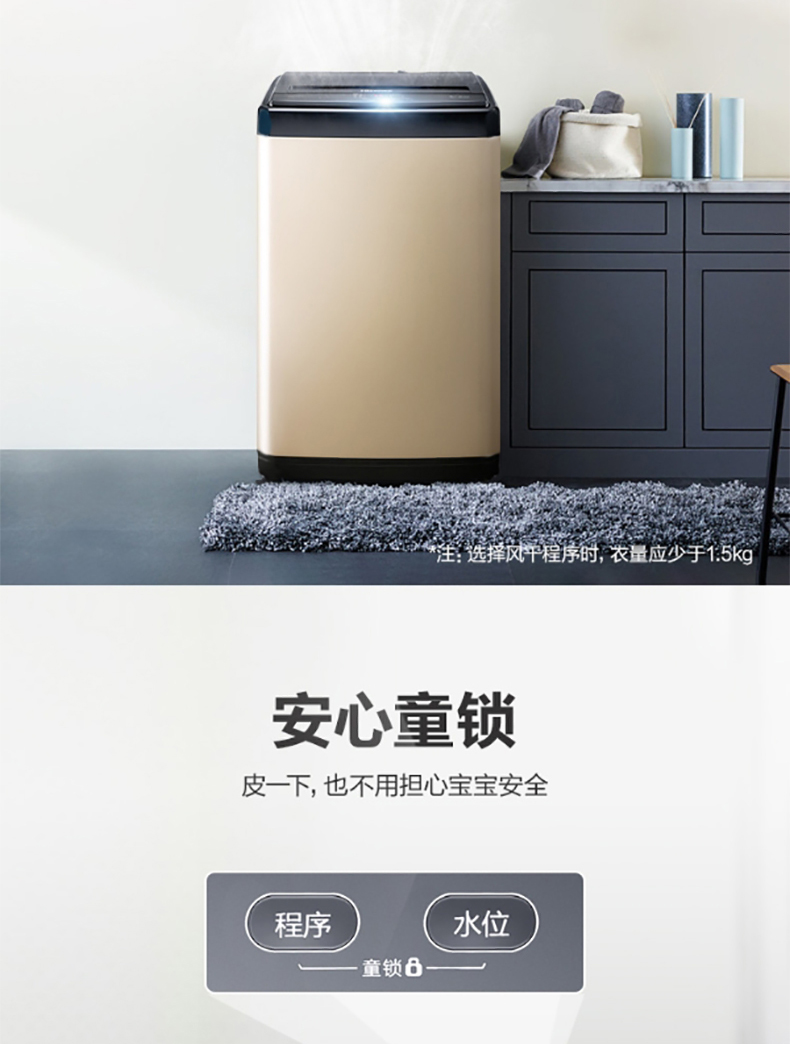 *注: 选择风干程序时, 衣量应少于1.5kg
安心童锁
皮一下, 也不用担心宝宝安全
程序 水位
童锁